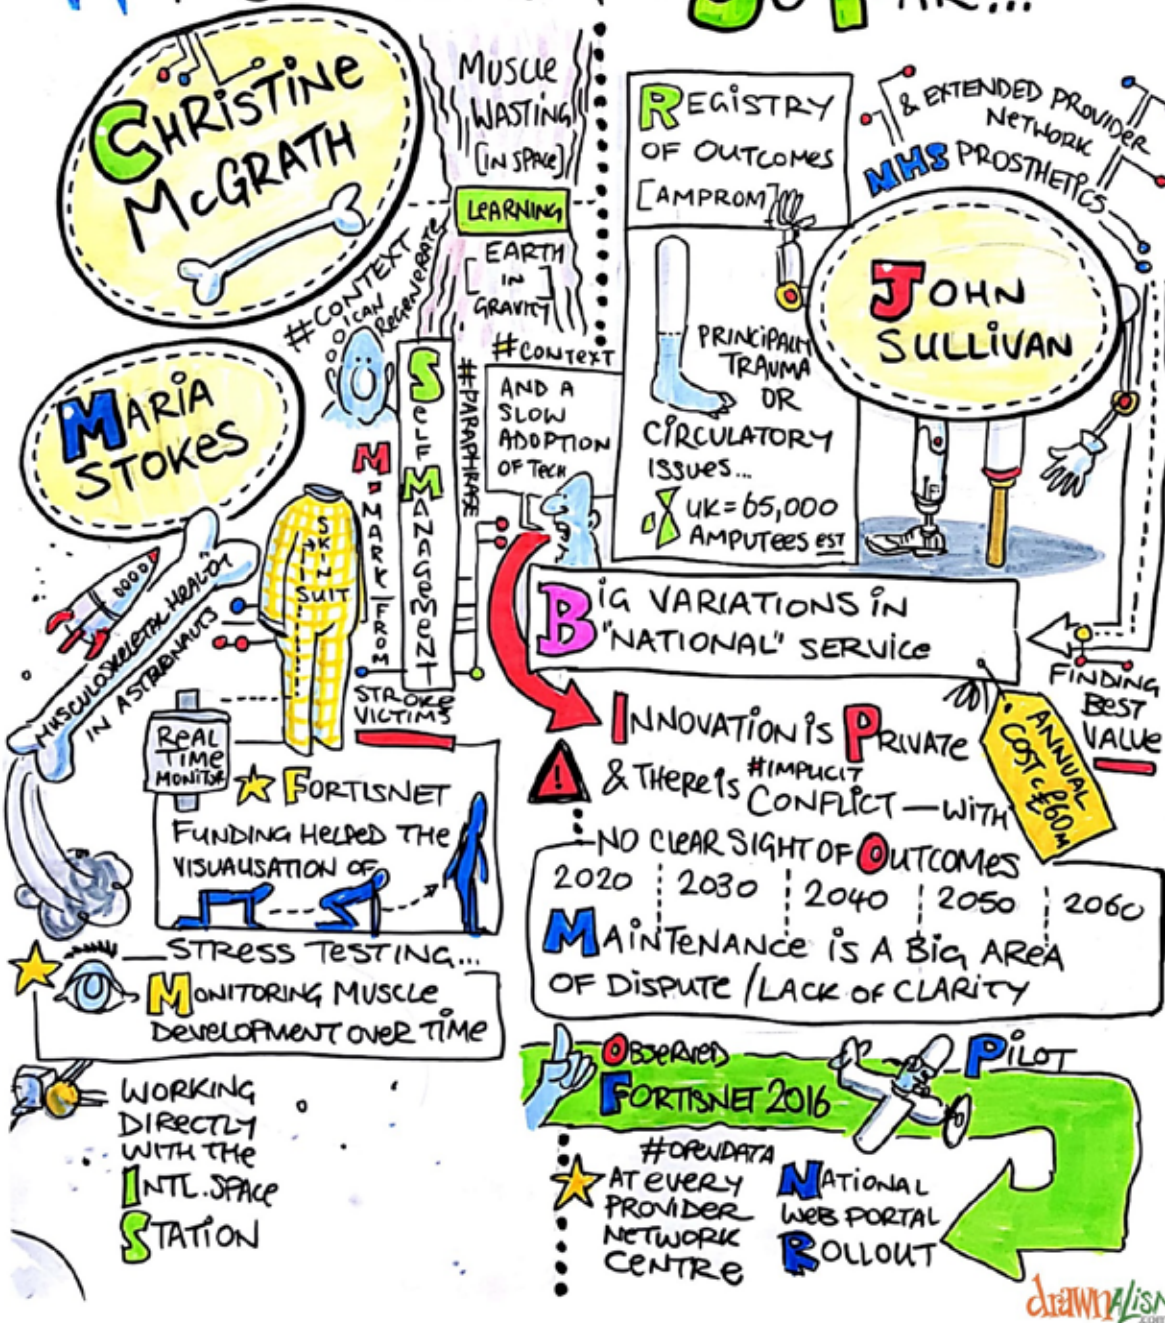 So FAR...
CHRISTINE
McGRATH
MUSCLE
WASTING
[IN SPACE]
LEARNING
EARTH
[IN
GRAVITY]
#CONTEXT
I CAN
REGENERATE
MARIA
STOKES
MUSCULOSKELETAL HEALTH
IN ASTRONAUTS
SKIN
SUIT
M. MARK/FROM
STROKE
VICTIMS
SELF MANAGEMENT
#PARAPHRASE
#CONTEXT
AND A
SLOW
ADOPTION
OF TECH
REAL
TIME
MONITOR
FORTISNET
FUNDING HELPED THE
VISUALISATION OF
STRESS TESTING...
MONITORING MUSCLE
DEVELOPMENT OVER TIME
WORKING
DIRECTLY
WITH THE
INTL. SPACE
STATION
REGISTRY
OF OUTCOMES
[AMPROM]
& EXTENDED PROVIDER
NETWORK
NHS PROSTHETICS
JOHN
SULLIVAN
PRINCIPALLY
TRAUMA
OR
CIRCULATORY
ISSUES...
UK = 65,000
AMPUTEES EST
BIG VARIATIONS IN
"NATIONAL" SERVICE
FINDING
BEST
VALUE
INNOVATION IS PRIVATE
& THERE IS #IMPLICIT
CONFLICT — WITH
ANNUAL
COST c
£60M
NO CLEAR SIGHT OF OUTCOMES
2020 2030 2040 2050 2060
MAINTENANCE IS A BIG AREA
OF DISPUTE / LACK OF CLARITY
OBSERVED
FORTISNET 2016
PILOT
#OPENDATA
AT EVERY
PROVIDER
NETWORK
CENTRE
NATIONAL
WEB PORTAL
ROLLOUT